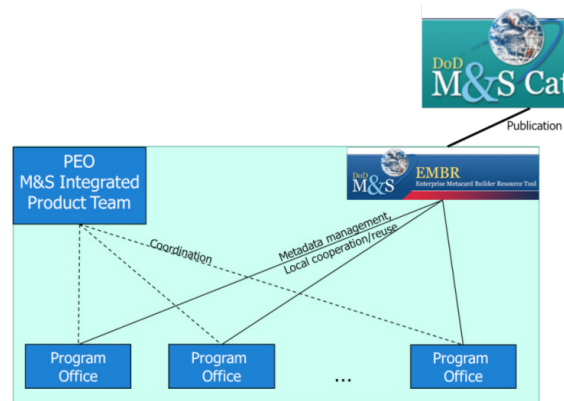 DoD
M&S Cat
Publication
PEO
M&S Integrated
Product Team
DoD
M&S
EMBR
Enterprise Metacard Builder Resource Tool
Coordination
Metadata management,
Local cooperation/reuse
Program
Office
Program
Office
...
Program
Office